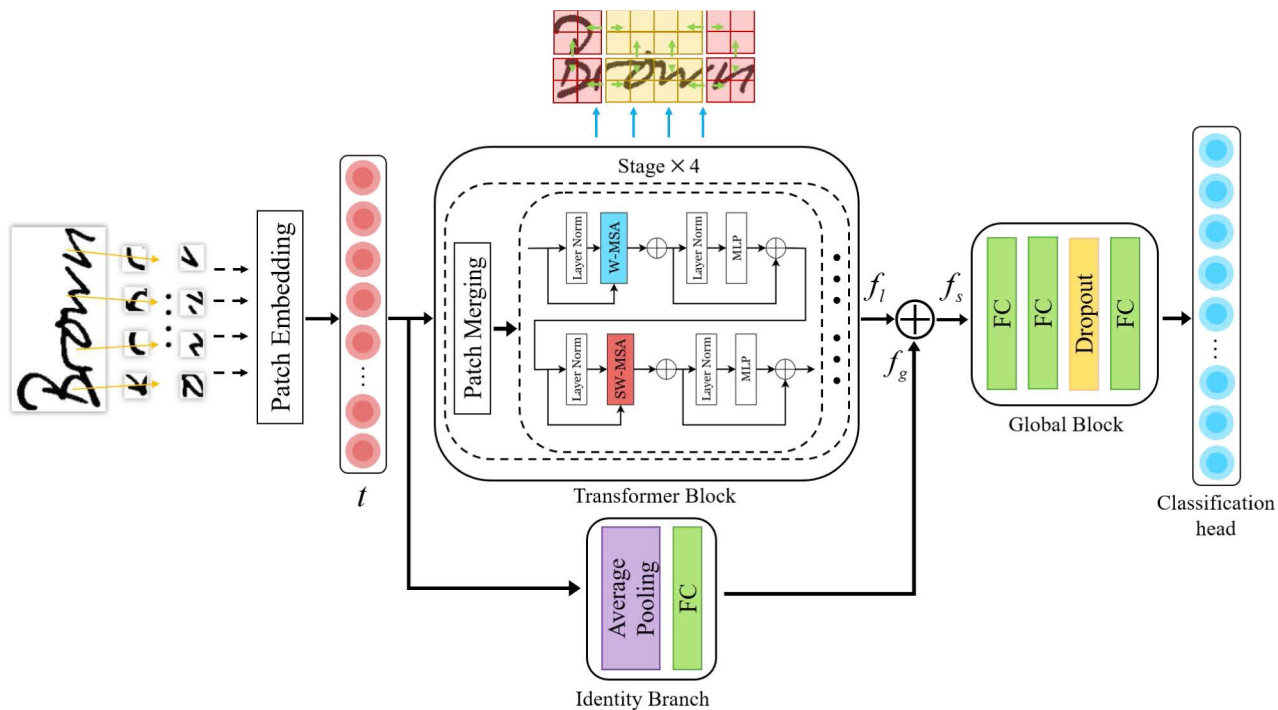 Brown
Stage × 4
Brown
Patch Embedding
t
Patch Merging
Layer Norm
W-MSA
Layer Norm
MLP
Layer Norm
SW-MSA
Layer Norm
MLP
Transformer Block
Average Pooling
FC
Identity Branch
f_l
f_g
f_s
FC
FC
Dropout
FC
Global Block
Classification
head